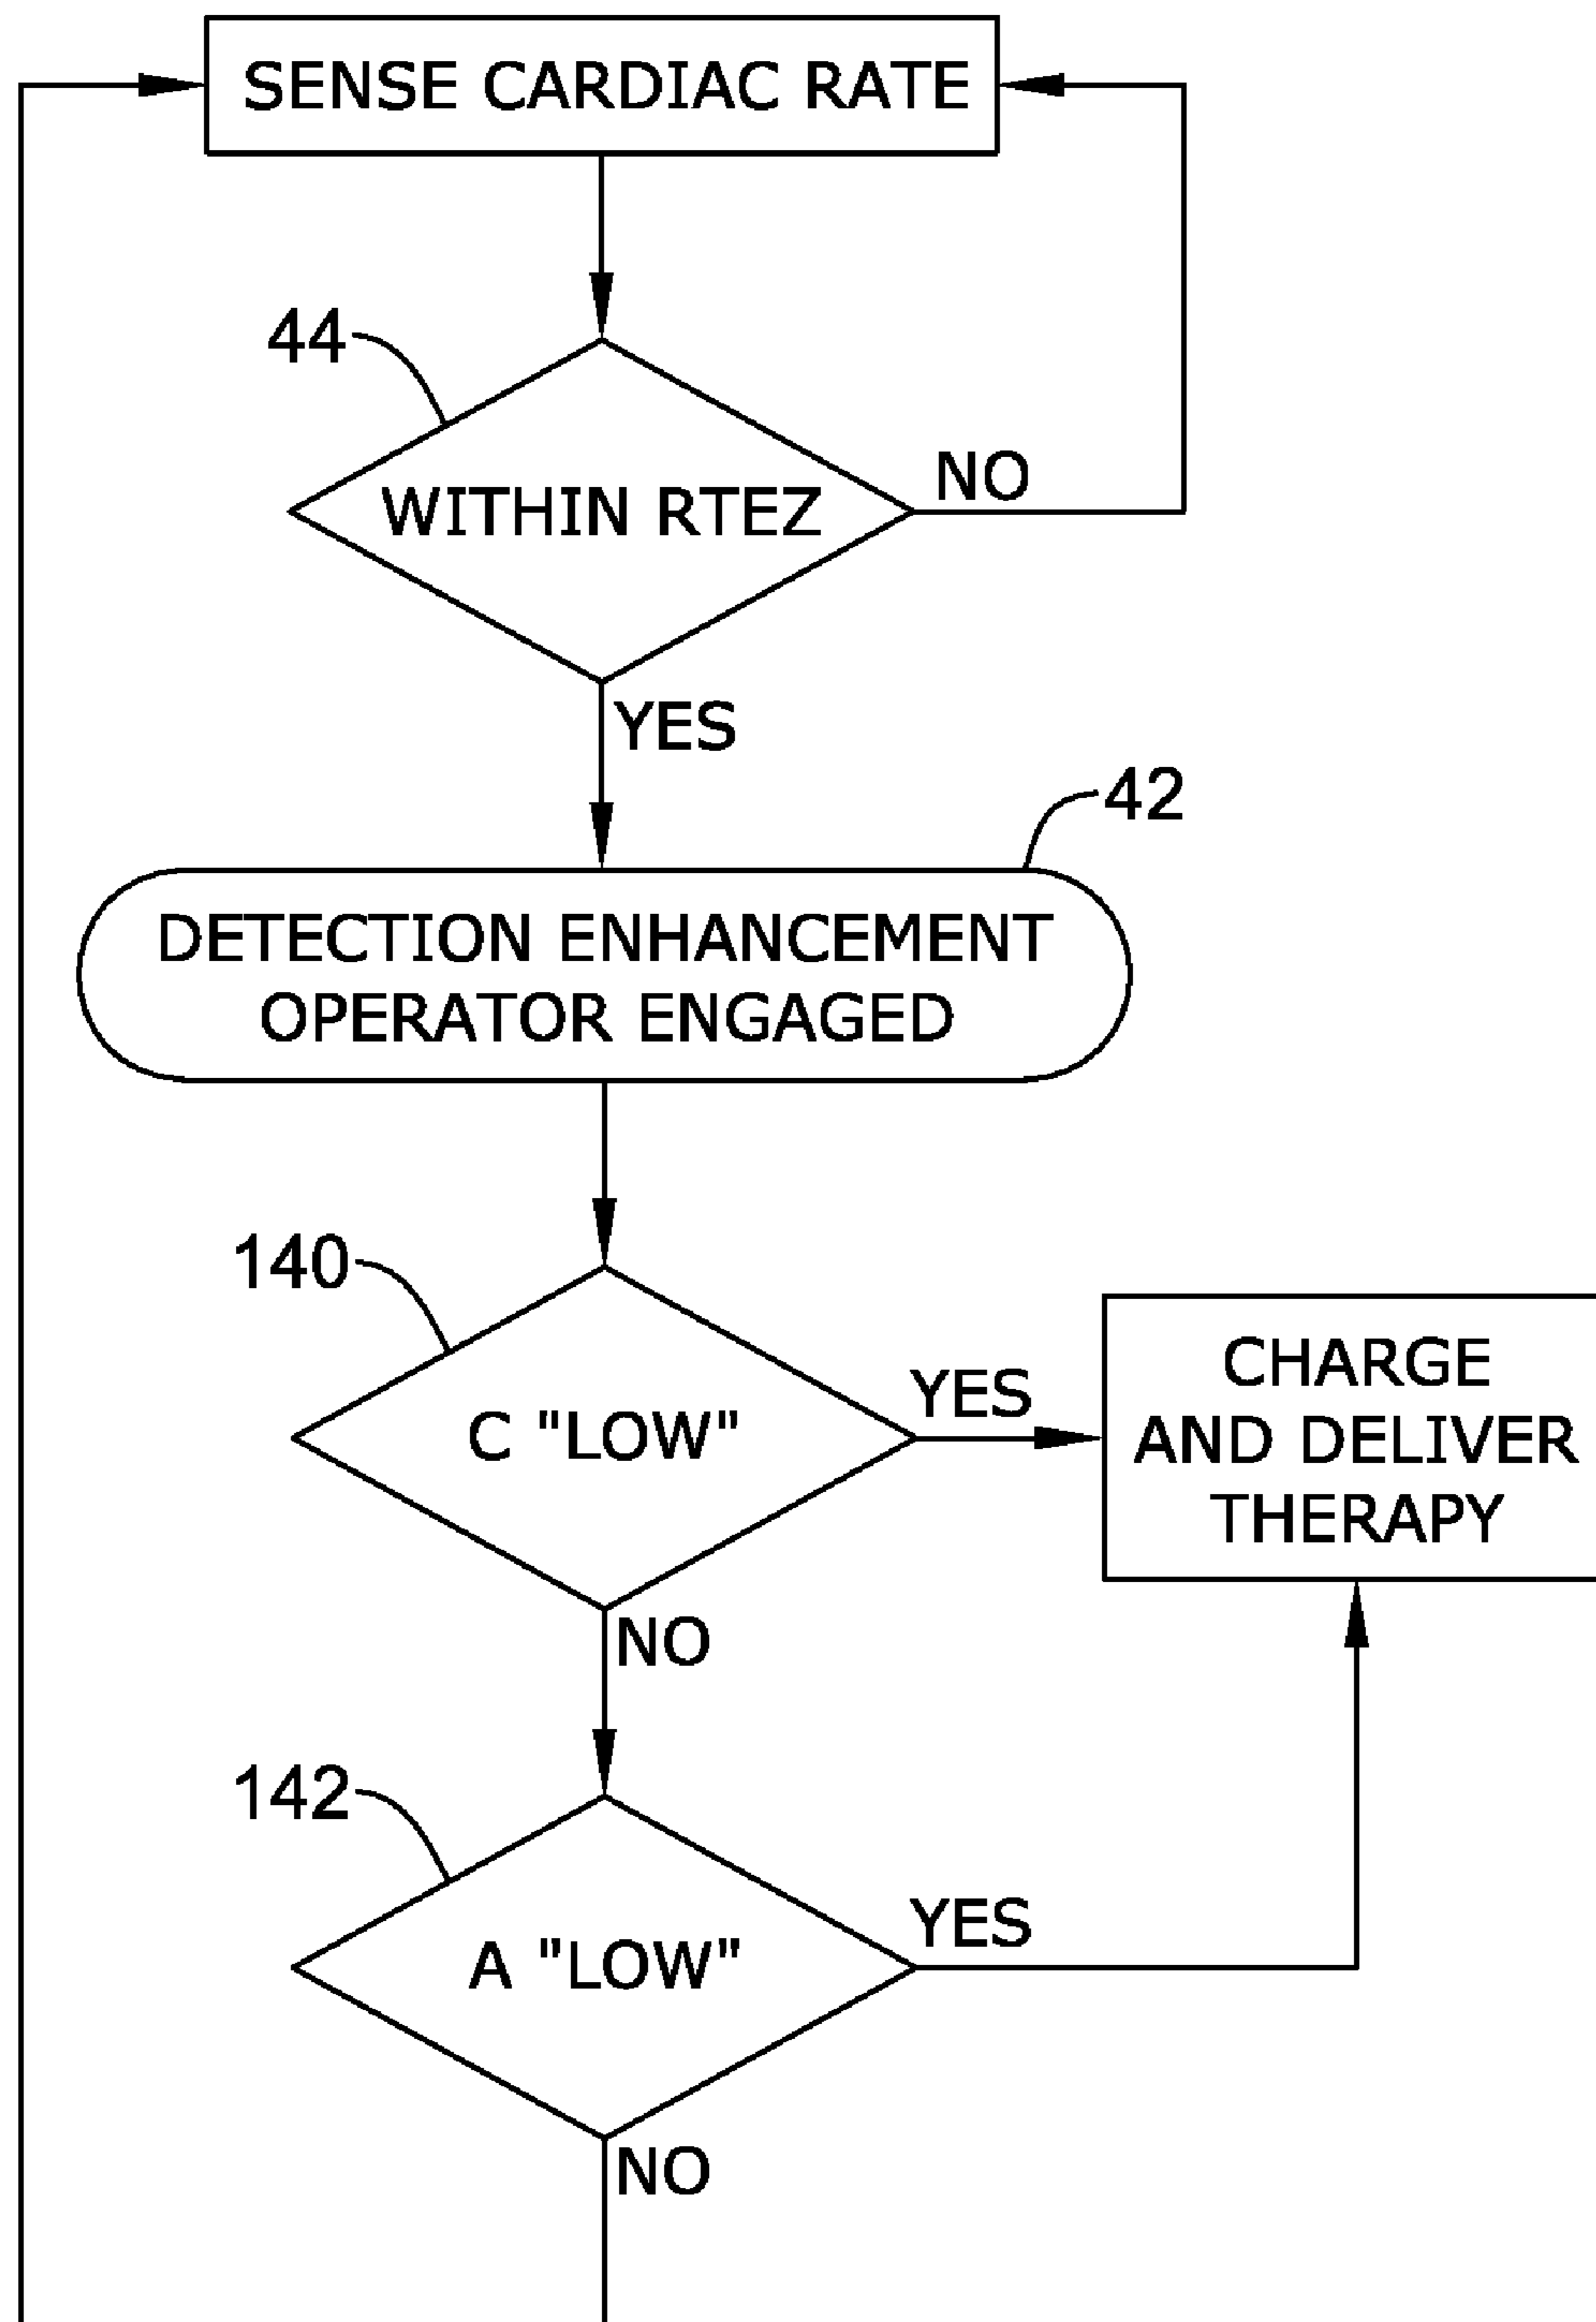 SENSE CARDIAC RATE
44
WITHIN RTEZ
NO
YES
42
DETECTION ENHANCEMENT
OPERATOR ENGAGED
140
C "LOW"
YES
CHARGE
AND DELIVER
THERAPY
NO
142
A "LOW"
YES
NO